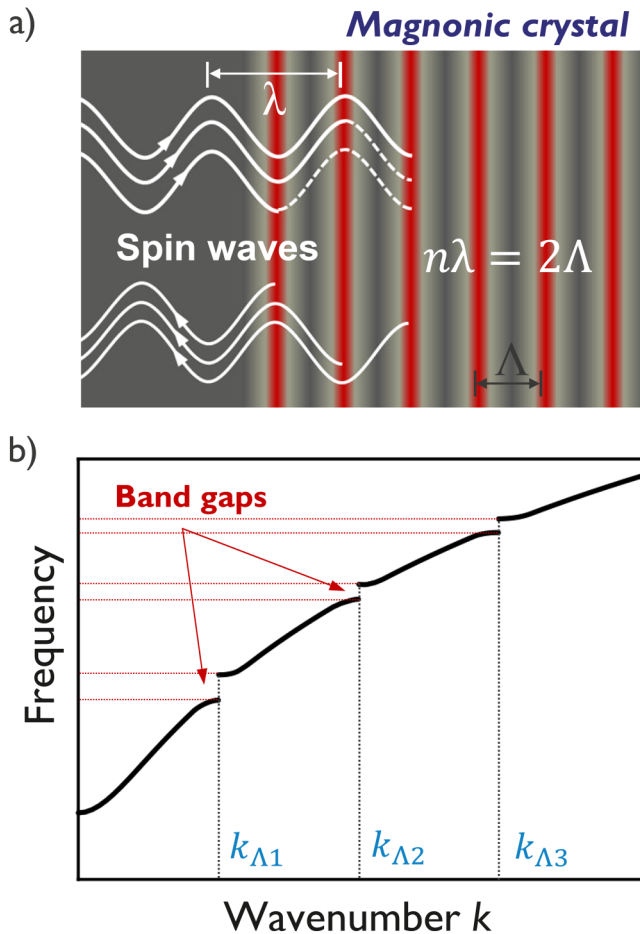 a)
Magnonic crystal
λ
Spin waves
nλ = 2Λ
Λ
b)
Band gaps
Frequency
k_Λ1
k_Λ2
k_Λ3
Wavenumber k